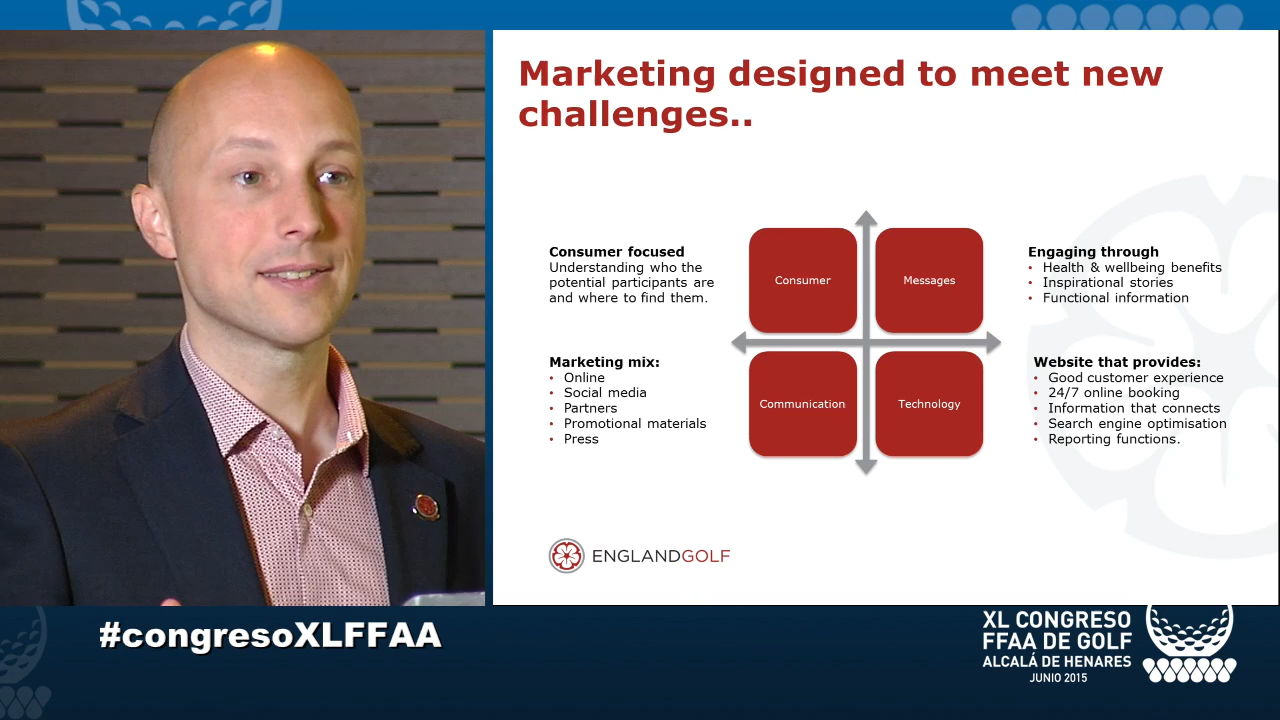 Marketing designed to meet new
challenges..
Consumer focused
Understanding who the
potential participants are
and where to find them.
Consumer
Messages
Engaging through
• Health & wellbeing benefits
• Inspirational stories
• Functional information
Marketing mix:
• Online
• Social media
• Partners
• Promotional materials
• Press
Communication
Technology
Website that provides:
• Good customer experience
• 24/7 online booking
• Information that connects
• Search engine optimisation
• Reporting functions.
ENGLANDGOLF
#congresoXLFFAA
XL CONGRESO
FFAA DE GOLF
ALCALÁ DE HENARES
JUNIO 2015